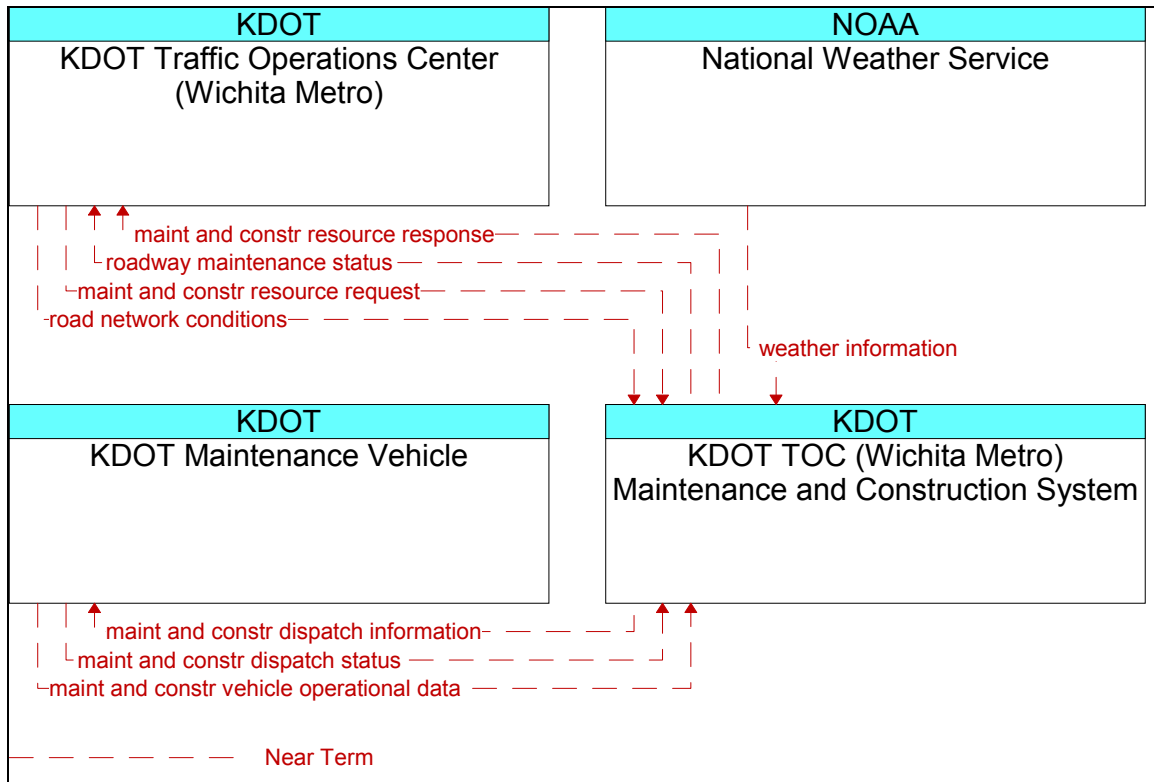 KDOT
KDOT Traffic Operations Center
(Wichita Metro)
NOAA
National Weather Service
maint and constr resource response
roadway maintenance status
maint and constr resource request
road network conditions
weather information
KDOT
KDOT Maintenance Vehicle
KDOT
KDOT TOC (Wichita Metro)
Maintenance and Construction System
maint and constr dispatch information
maint and constr dispatch status
maint and constr vehicle operational data
Near Term